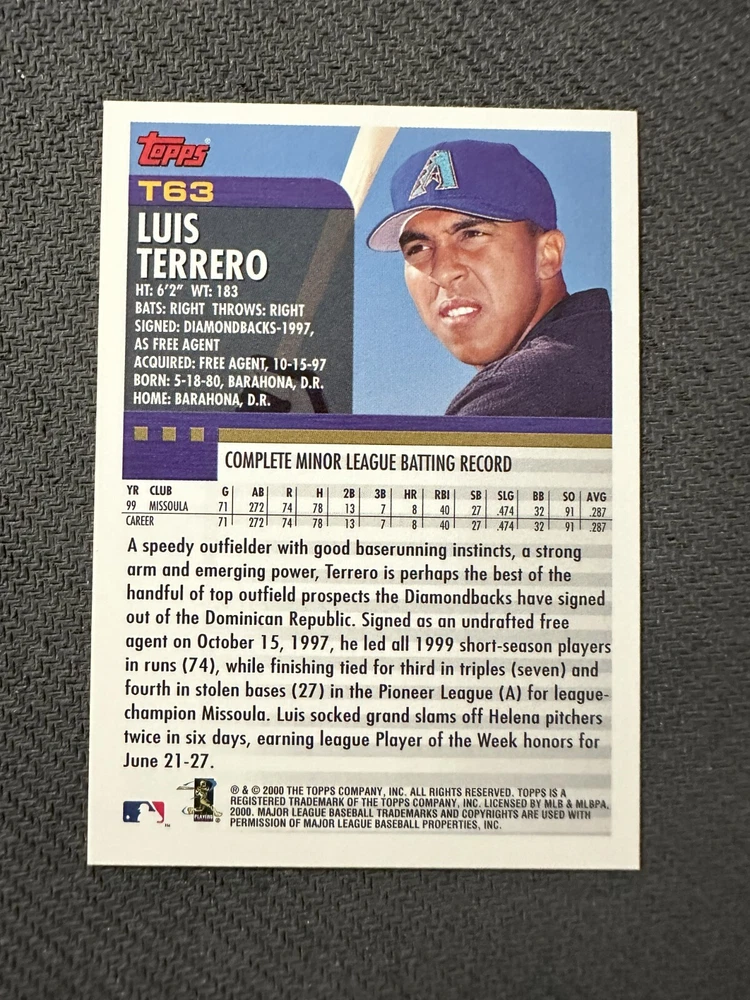 Topps®
T63
LUIS
TERRERO
HT: 6'2" WT: 183
BATS: RIGHT THROWS: RIGHT
SIGNED: DIAMONDBACKS-1997,
AS FREE AGENT
ACQUIRED: FREE AGENT, 10-15-97
BORN: 5-18-80, BARAHONA, D.R.
HOME: BARAHONA, D.R.
A
COMPLETE MINOR LEAGUE BATTING RECORD
YR CLUB G AB R H 2B 3B HR RBI SB SLG BB SO AVG
99 MISSOULA 71 272 74 78 13 7 8 40 27 .474 32 91 .287
CAREER 71 272 74 78 13 7 8 40 27 .474 32 91 .287
A speedy outfielder with good baserunning instincts, a strong
arm and emerging power, Terrero is perhaps the best of the
handful of top outfield prospects the Diamondbacks have signed
out of the Dominican Republic. Signed as an undrafted free
agent on October 15, 1997, he led all 1999 short-season players
in runs (74), while finishing tied for third in triples (seven) and
fourth in stolen bases (27) in the Pioneer League (A) for league-
champion Missoula. Luis socked grand slams off Helena pitchers
twice in six days, earning league Player of the Week honors for
June 21-27.
® & © 2000 THE TOPPS COMPANY, INC. ALL RIGHTS RESERVED. TOPPS IS A
REGISTERED TRADEMARK OF THE TOPPS COMPANY, INC. LICENSED BY MLB & MLBPA,
2000. MAJOR LEAGUE BASEBALL TRADEMARKS AND COPYRIGHTS ARE USED WITH
PERMISSION OF MAJOR LEAGUE BASEBALL PROPERTIES, INC.
PLAYERS
TM